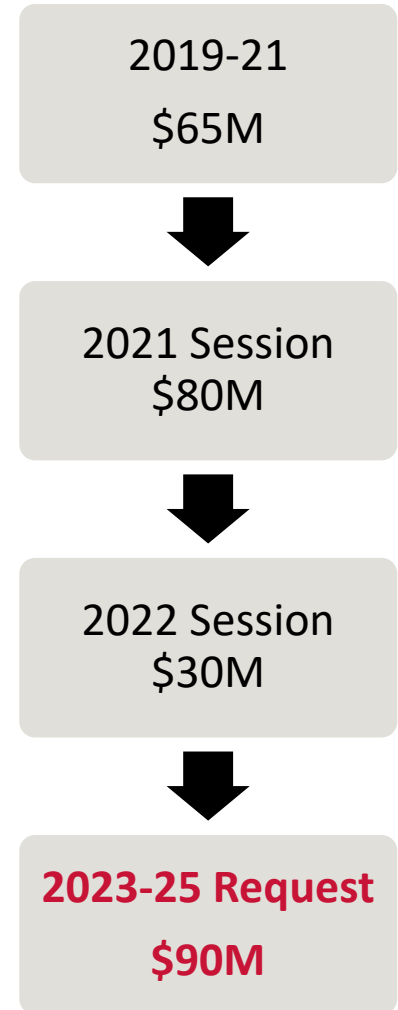 2019-21
$65M
2021 Session
$80M
2022 Session
$30M
2023-25 Request
$90M